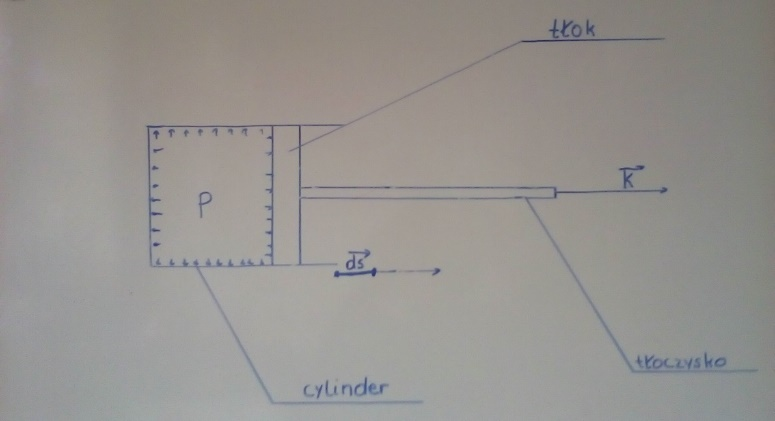 tłok
K
P
ds
tłoczysko
cylinder